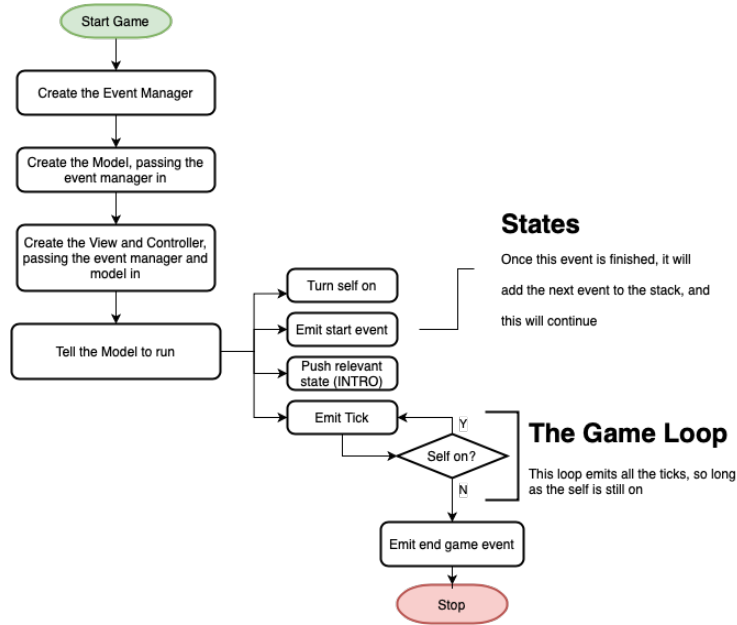 Start Game
Create the Event Manager
Create the Model, passing the
event manager in
Create the View and Controller,
passing the event manager and
model in
Tell the Model to run
Turn self on
Emit start event
Push relevant
state (INTRO)
Emit Tick
States
Once this event is finished, it will
add the next event to the stack, and
this will continue
Y
Self on?
N
The Game Loop
This loop emits all the ticks, so long
as the self is still on
Emit end game event
Stop